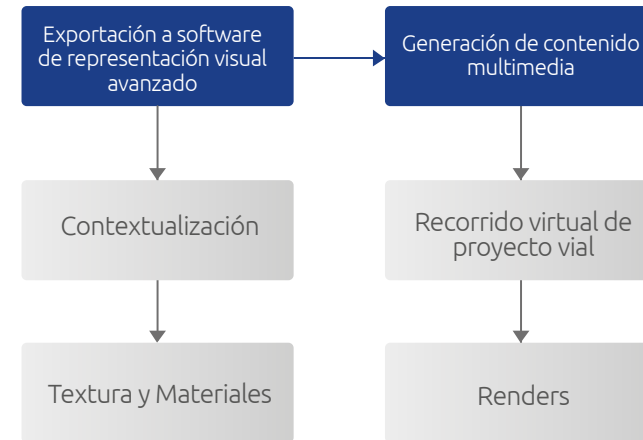 Exportación a software
de representación visual
avanzado
Generación de contenido
multimedia
Contextualización
Recorrido virtual de
proyecto vial
Textura y Materiales
Renders